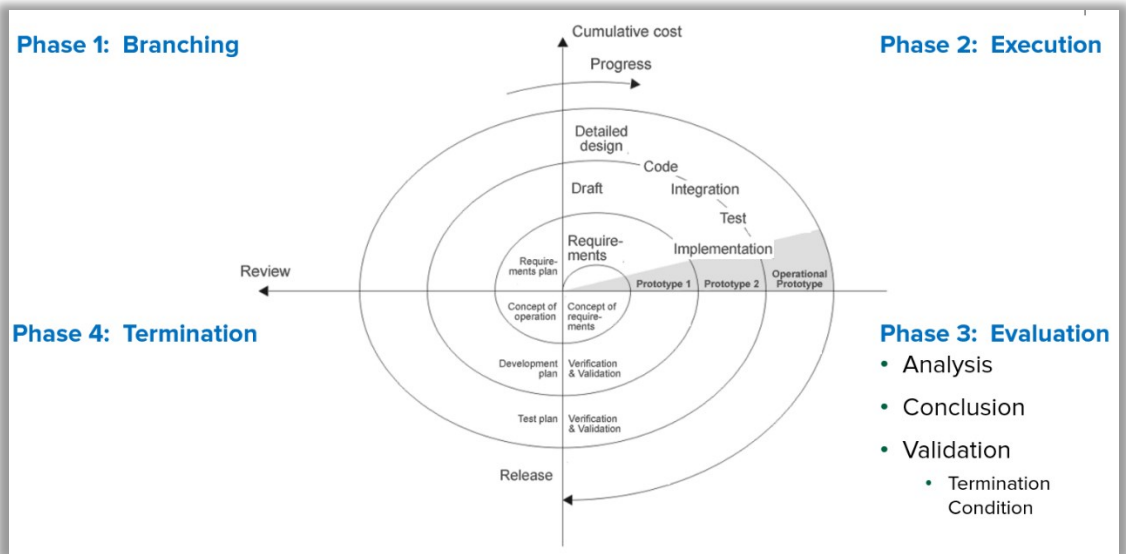 Phase 1: Branching
Cumulative cost
Phase 2: Execution
Progress
Detailed
design
Code
Draft
Integration
Test
Require-
ments
Implementation
Require-
ments plan
Review
Prototype 1
Prototype 2
Operational
Prototype
Concept of
operation
Concept of
require-
ments
Phase 4: Termination
Phase 3: Evaluation
• Analysis
Development
plan
Verification
& Validation
• Conclusion
Test plan
Verification
& Validation
• Validation
Release
• Termination
Condition